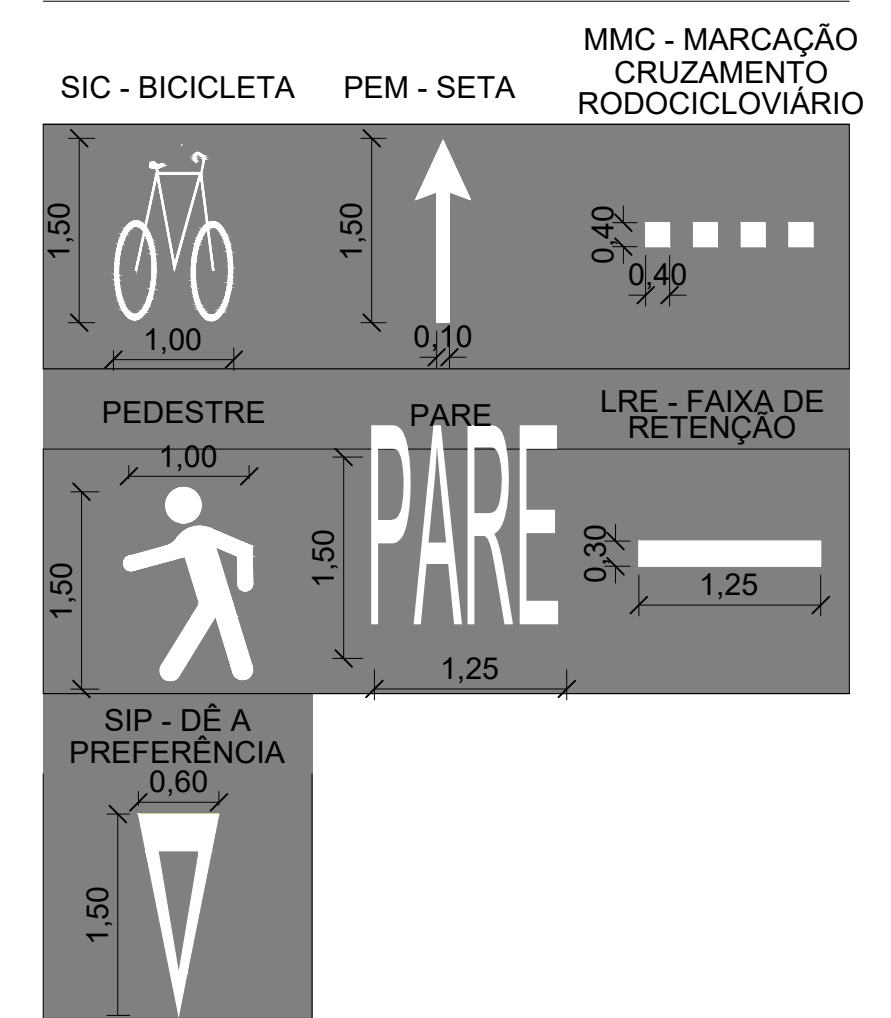 MMC - MARCAÇÃO
CRUZAMENTO
RODOCICLOVIÁRIO
SIC - BICICLETA
PEM - SETA
1,50
1,00
1,50
0,10
0,40
0,40
PEDESTRE
PARE
LRE - FAIXA DE
RETENÇÃO
1,00
1,50
PARE
1,50
1,25
0,30
1,25
SIP - DÊ A
PREFERÊNCIA
0,60
1,50